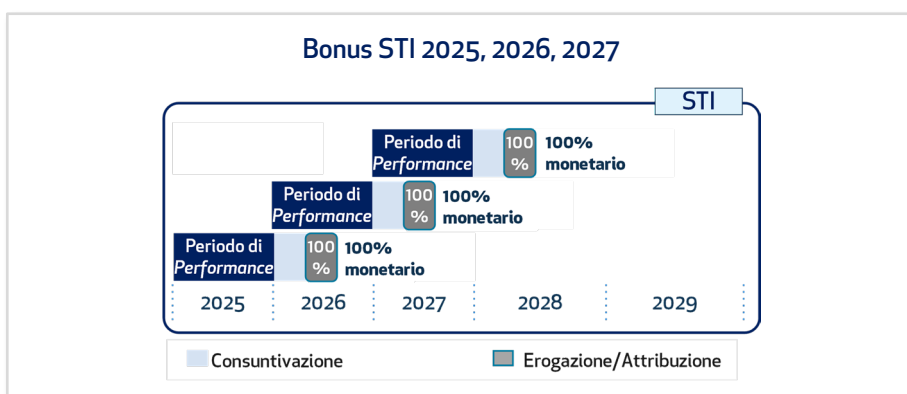 Bonus STI 2025, 2026, 2027
STI
Periodo di
Performance
100
%
100%
monetario
Periodo di
Performance
100
%
100%
monetario
Periodo di
Performance
100
%
100%
monetario
2025 2026 2027 2028 2029
Consuntivazione Erogazione/Attribuzione